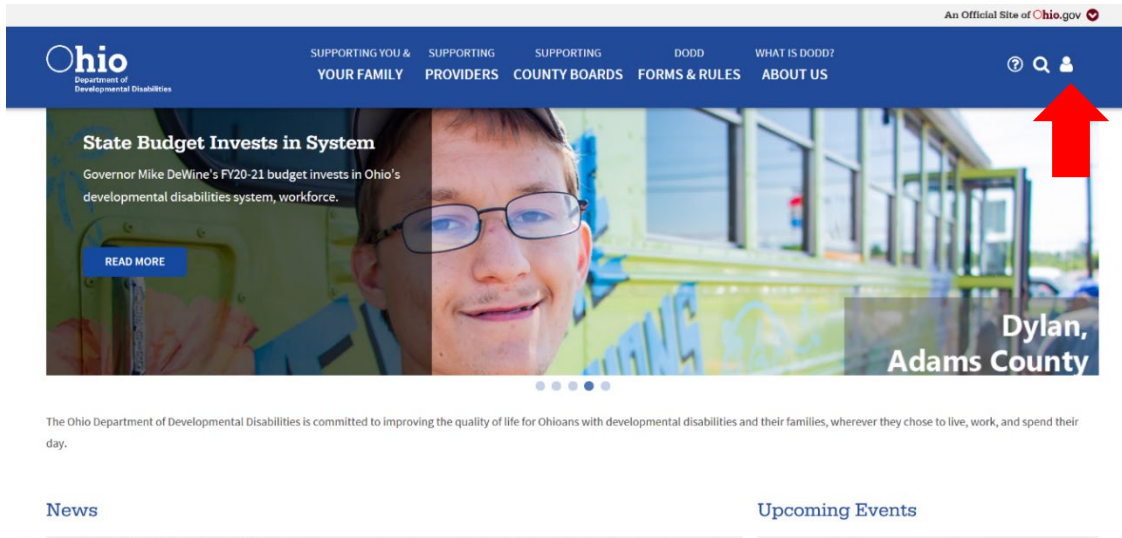 An Official Site of Ohio.gov
Ohio
Department of
Developmental Disabilities
SUPPORTING YOU &
YOUR FAMILY
SUPPORTING
PROVIDERS
SUPPORTING
COUNTY BOARDS
DODD
FORMS & RULES
WHAT IS DODD?
ABOUT US
State Budget Invests in System
Governor Mike DeWine's FY20-21 budget invests in Ohio's
developmental disabilities system, workforce.
READ MORE
Dylan,
Adams County
The Ohio Department of Developmental Disabilities is committed to improving the quality of life for Ohioans with developmental disabilities and their families, wherever they chose to live, work, and spend their
day.
News
Upcoming Events